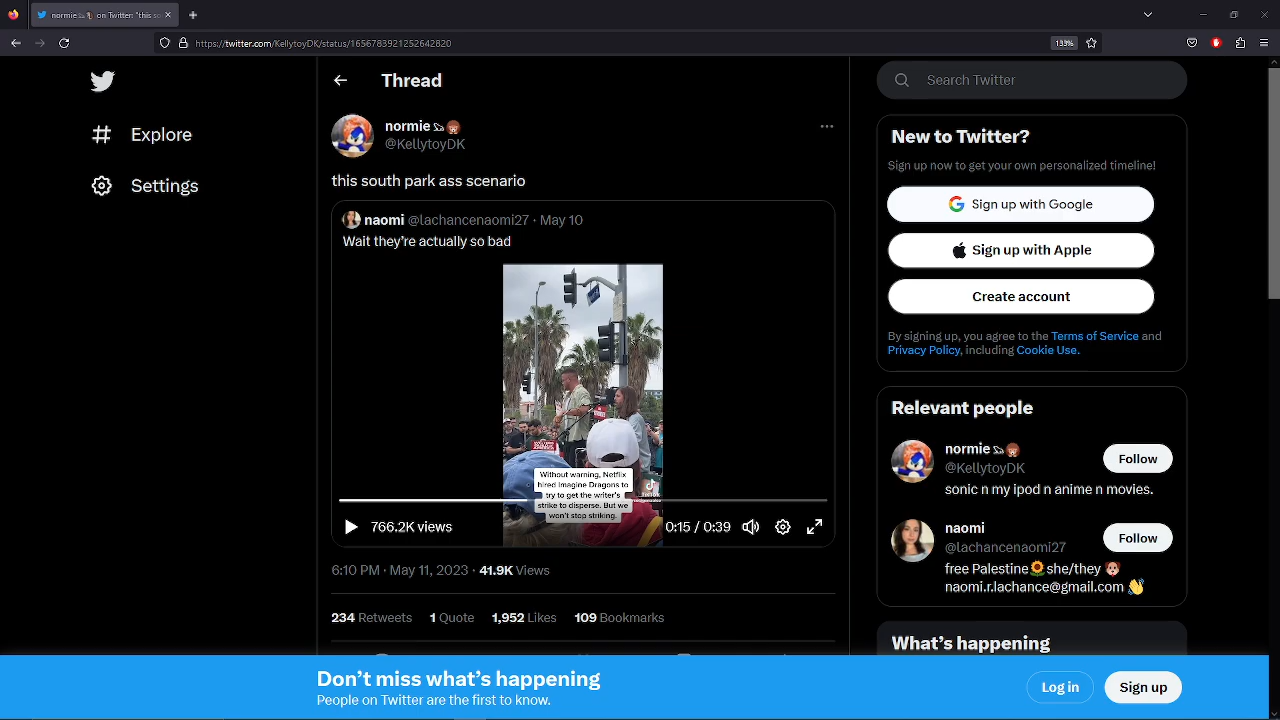 normie on Twitter: "this so
https://twitter.com/KellytoyDK/status/1656783921252642820
133%
Explore
Settings
Thread
normie
@KellytoyDK
this south park ass scenario
naomi @lachancenaomi27 · May 10
Wait they're actually so bad
Without warning, Netflix
hired Imagine Dragons to
try to get the writer's
strike to disperse. But we
won't stop striking.
766.2K views
0:15 / 0:39
6:10 PM · May 11, 2023 · 41.9K Views
234 Retweets 1 Quote 1,952 Likes 109 Bookmarks
Search Twitter
New to Twitter?
Sign up now to get your own personalized timeline!
Sign up with Google
Sign up with Apple
Create account
By signing up, you agree to the Terms of Service and
Privacy Policy, including Cookie Use.
Relevant people
normie
@KellytoyDK
Follow
sonic n my ipod n anime n movies.
naomi
@lachancenaomi27
Follow
free Palestine🌻she/they 🐶
naomi.r.lachance@gmail.com 👋
What's happening
Don't miss what's happening
People on Twitter are the first to know.
Log in
Sign up